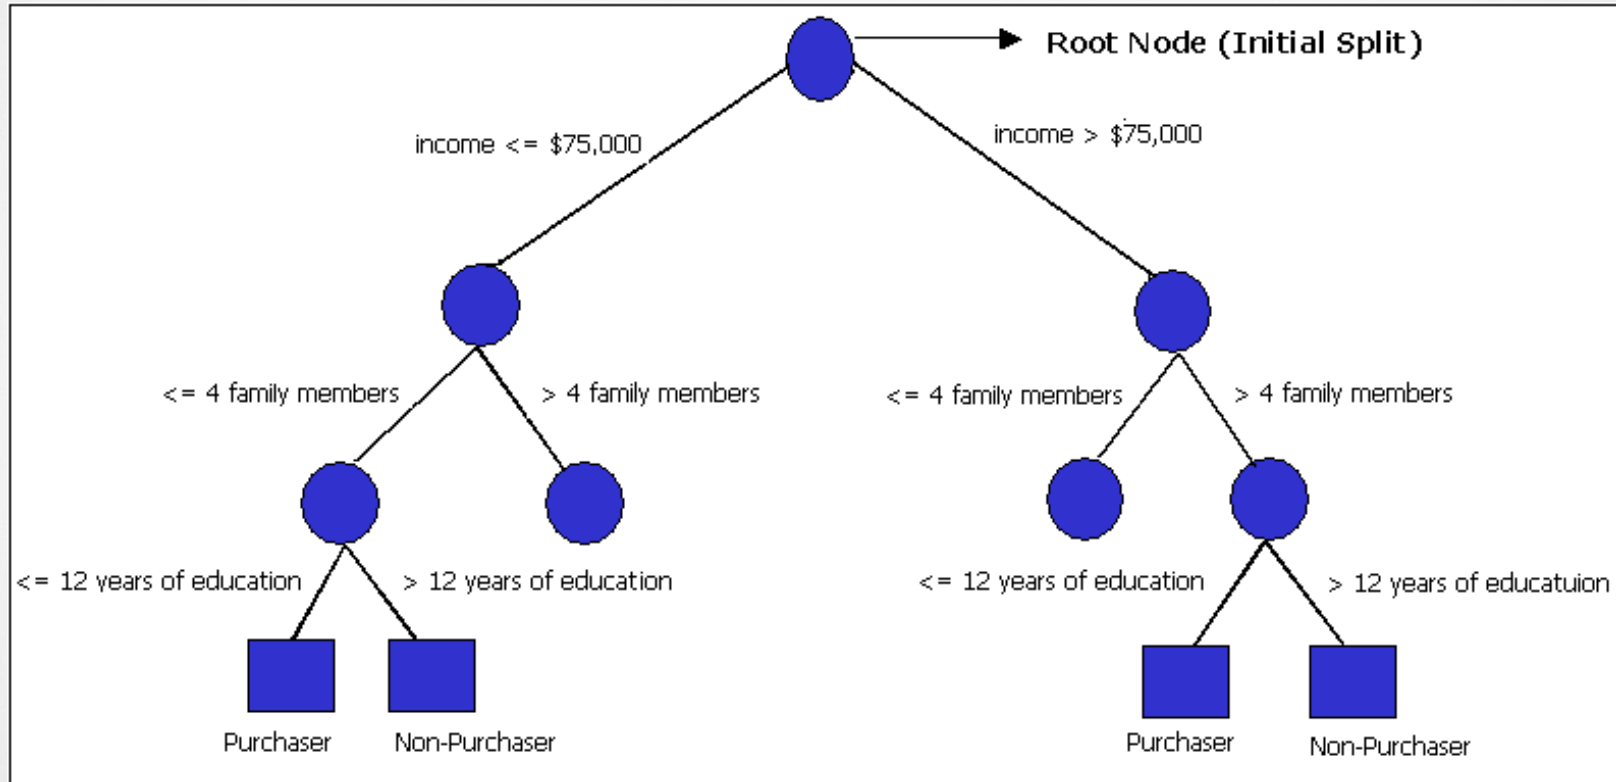 Root Node (Initial Split)
income <= $75,000
income > $75,000
<= 4 family members
> 4 family members
<= 4 family members
> 4 family members
<= 12 years of education
> 12 years of education
<= 12 years of education
> 12 years of educatuion
Purchaser
Non-Purchaser
Purchaser
Non-Purchaser